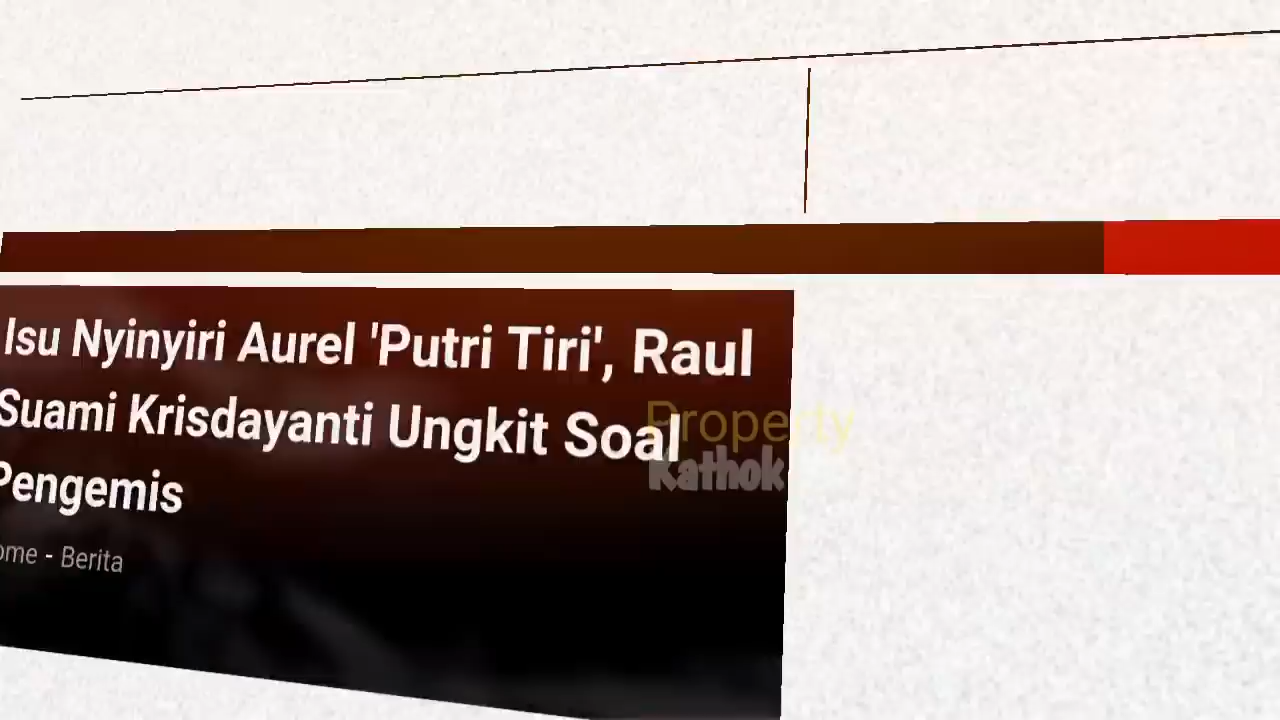 Isu Nyinyiri Aurel 'Putri Tiri', Raul
Suami Krisdayanti Ungkit Soal
Pengemis
ome - Berita
Property
Kathok